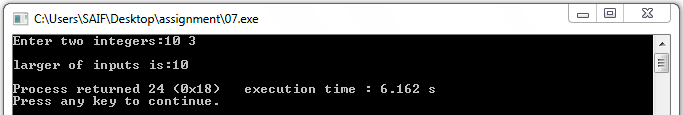 C:\Users\SAIF\Desktop\assignment\07.exe
Enter two integers:10 3
larger of inputs is:10
Process returned 24 (0x18)   execution time : 6.162 s
Press any key to continue.